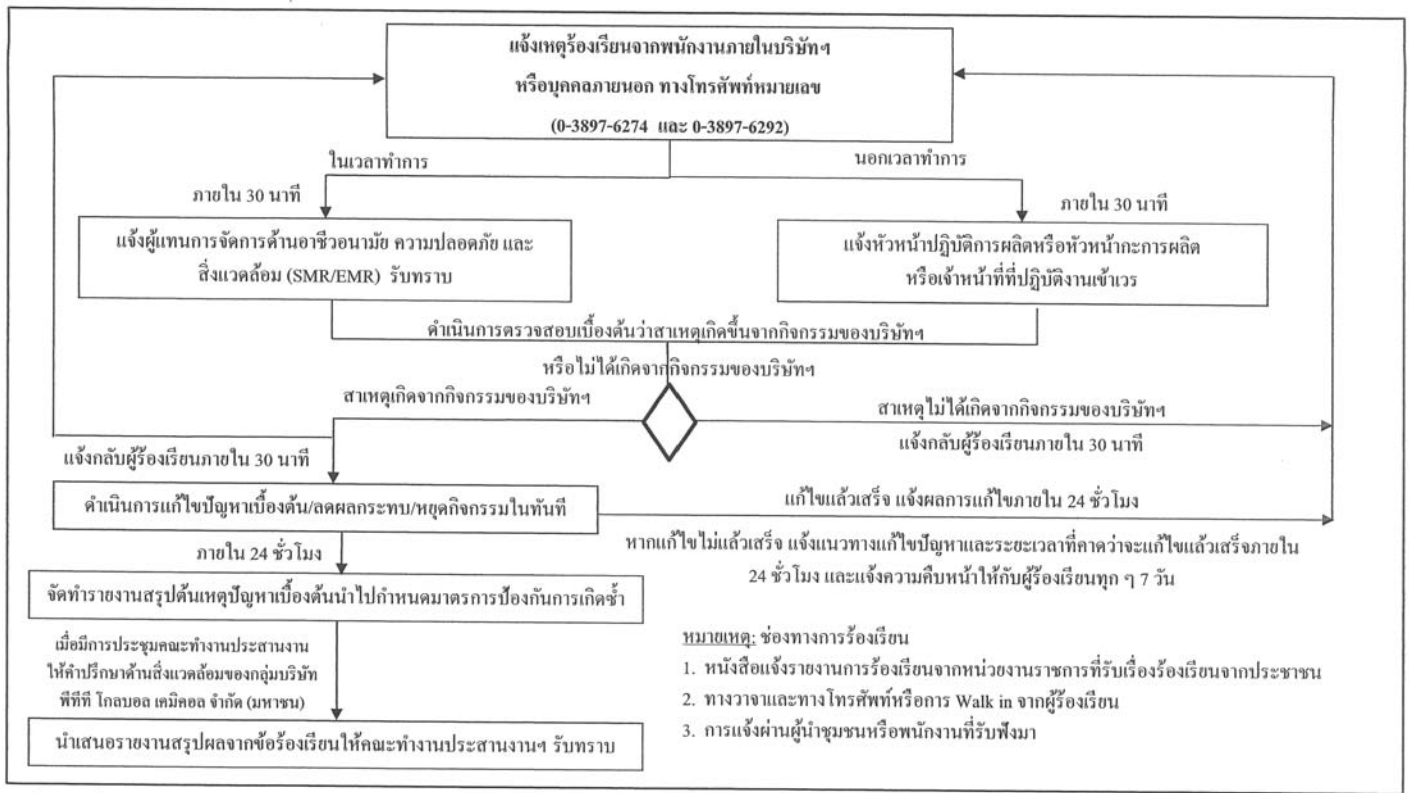 แจ้งเหตุร้องเรียนจากพนักงานภายในบริษัทฯ
หรือบุคคลภายนอก ทางโทรศัพท์หมายเลข
(0-3897-6274 และ 0-3897-6292)
ในเวลาทำการ
นอกเวลาทำการ
ภายใน 30 นาที
ภายใน 30 นาที
แจ้งผู้แทนการจัดการด้านอาชีวอนามัย ความปลอดภัย และ
สิ่งแวดล้อม (SMR/EMR) รับทราบ
แจ้งหัวหน้าปฏิบัติการผลิตหรือหัวหน้ากะการผลิต
หรือเจ้าหน้าที่ที่ปฏิบัติงานเข้าเวร
ดำเนินการตรวจสอบเบื้องต้นว่าสาเหตุเกิดขึ้นจากกิจกรรมของบริษัทฯ
หรือไม่ได้เกิดจากกิจกรรมของบริษัทฯ
สาเหตุเกิดจากกิจกรรมของบริษัทฯ
สาเหตุไม่ได้เกิดจากกิจกรรมของบริษัทฯ
แจ้งกลับผู้ร้องเรียนภายใน 30 นาที
แจ้งกลับผู้ร้องเรียนภายใน 30 นาที
ดำเนินการแก้ไขปัญหาเบื้องต้น/ลดผลกระทบ/หยุดกิจกรรมในทันที
แก้ไขแล้วเสร็จ แจ้งผลการแก้ไขภายใน 24 ชั่วโมง
ภายใน 24 ชั่วโมง
หากแก้ไขไม่แล้วเสร็จ แจ้งแนวทางแก้ไขปัญหาและระยะเวลาที่คาดว่าจะแก้ไขแล้วเสร็จภายใน
24 ชั่วโมง และแจ้งความคืบหน้าให้กับผู้ร้องเรียนทุก ๆ 7 วัน
จัดทำรายงานสรุปต้นเหตุปัญหาเบื้องต้นนำไปกำหนดมาตรการป้องกันการเกิดซ้ำ
เมื่อมีการประชุมคณะทำงานประสานงาน
ให้คำปรึกษาด้านสิ่งแวดล้อมของกลุ่มบริษัท
พีทีที โกลบอล เคมิคอล จำกัด (มหาชน)
นำเสนอรายงานสรุปผลจากข้อร้องเรียนให้คณะทำงานประสานงานฯ รับทราบ
หมายเหตุ: ช่องทางการร้องเรียน
1. หนังสือแจ้งรายงานการร้องเรียนจากหน่วยงานราชการที่รับเรื่องร้องเรียนจากประชาชน
2. ทางวาจาและทางโทรศัพท์หรือการ Walk in จากผู้ร้องเรียน
3. การแจ้งผ่านผู้นำชุมชนหรือพนักงานที่รับฟังมา